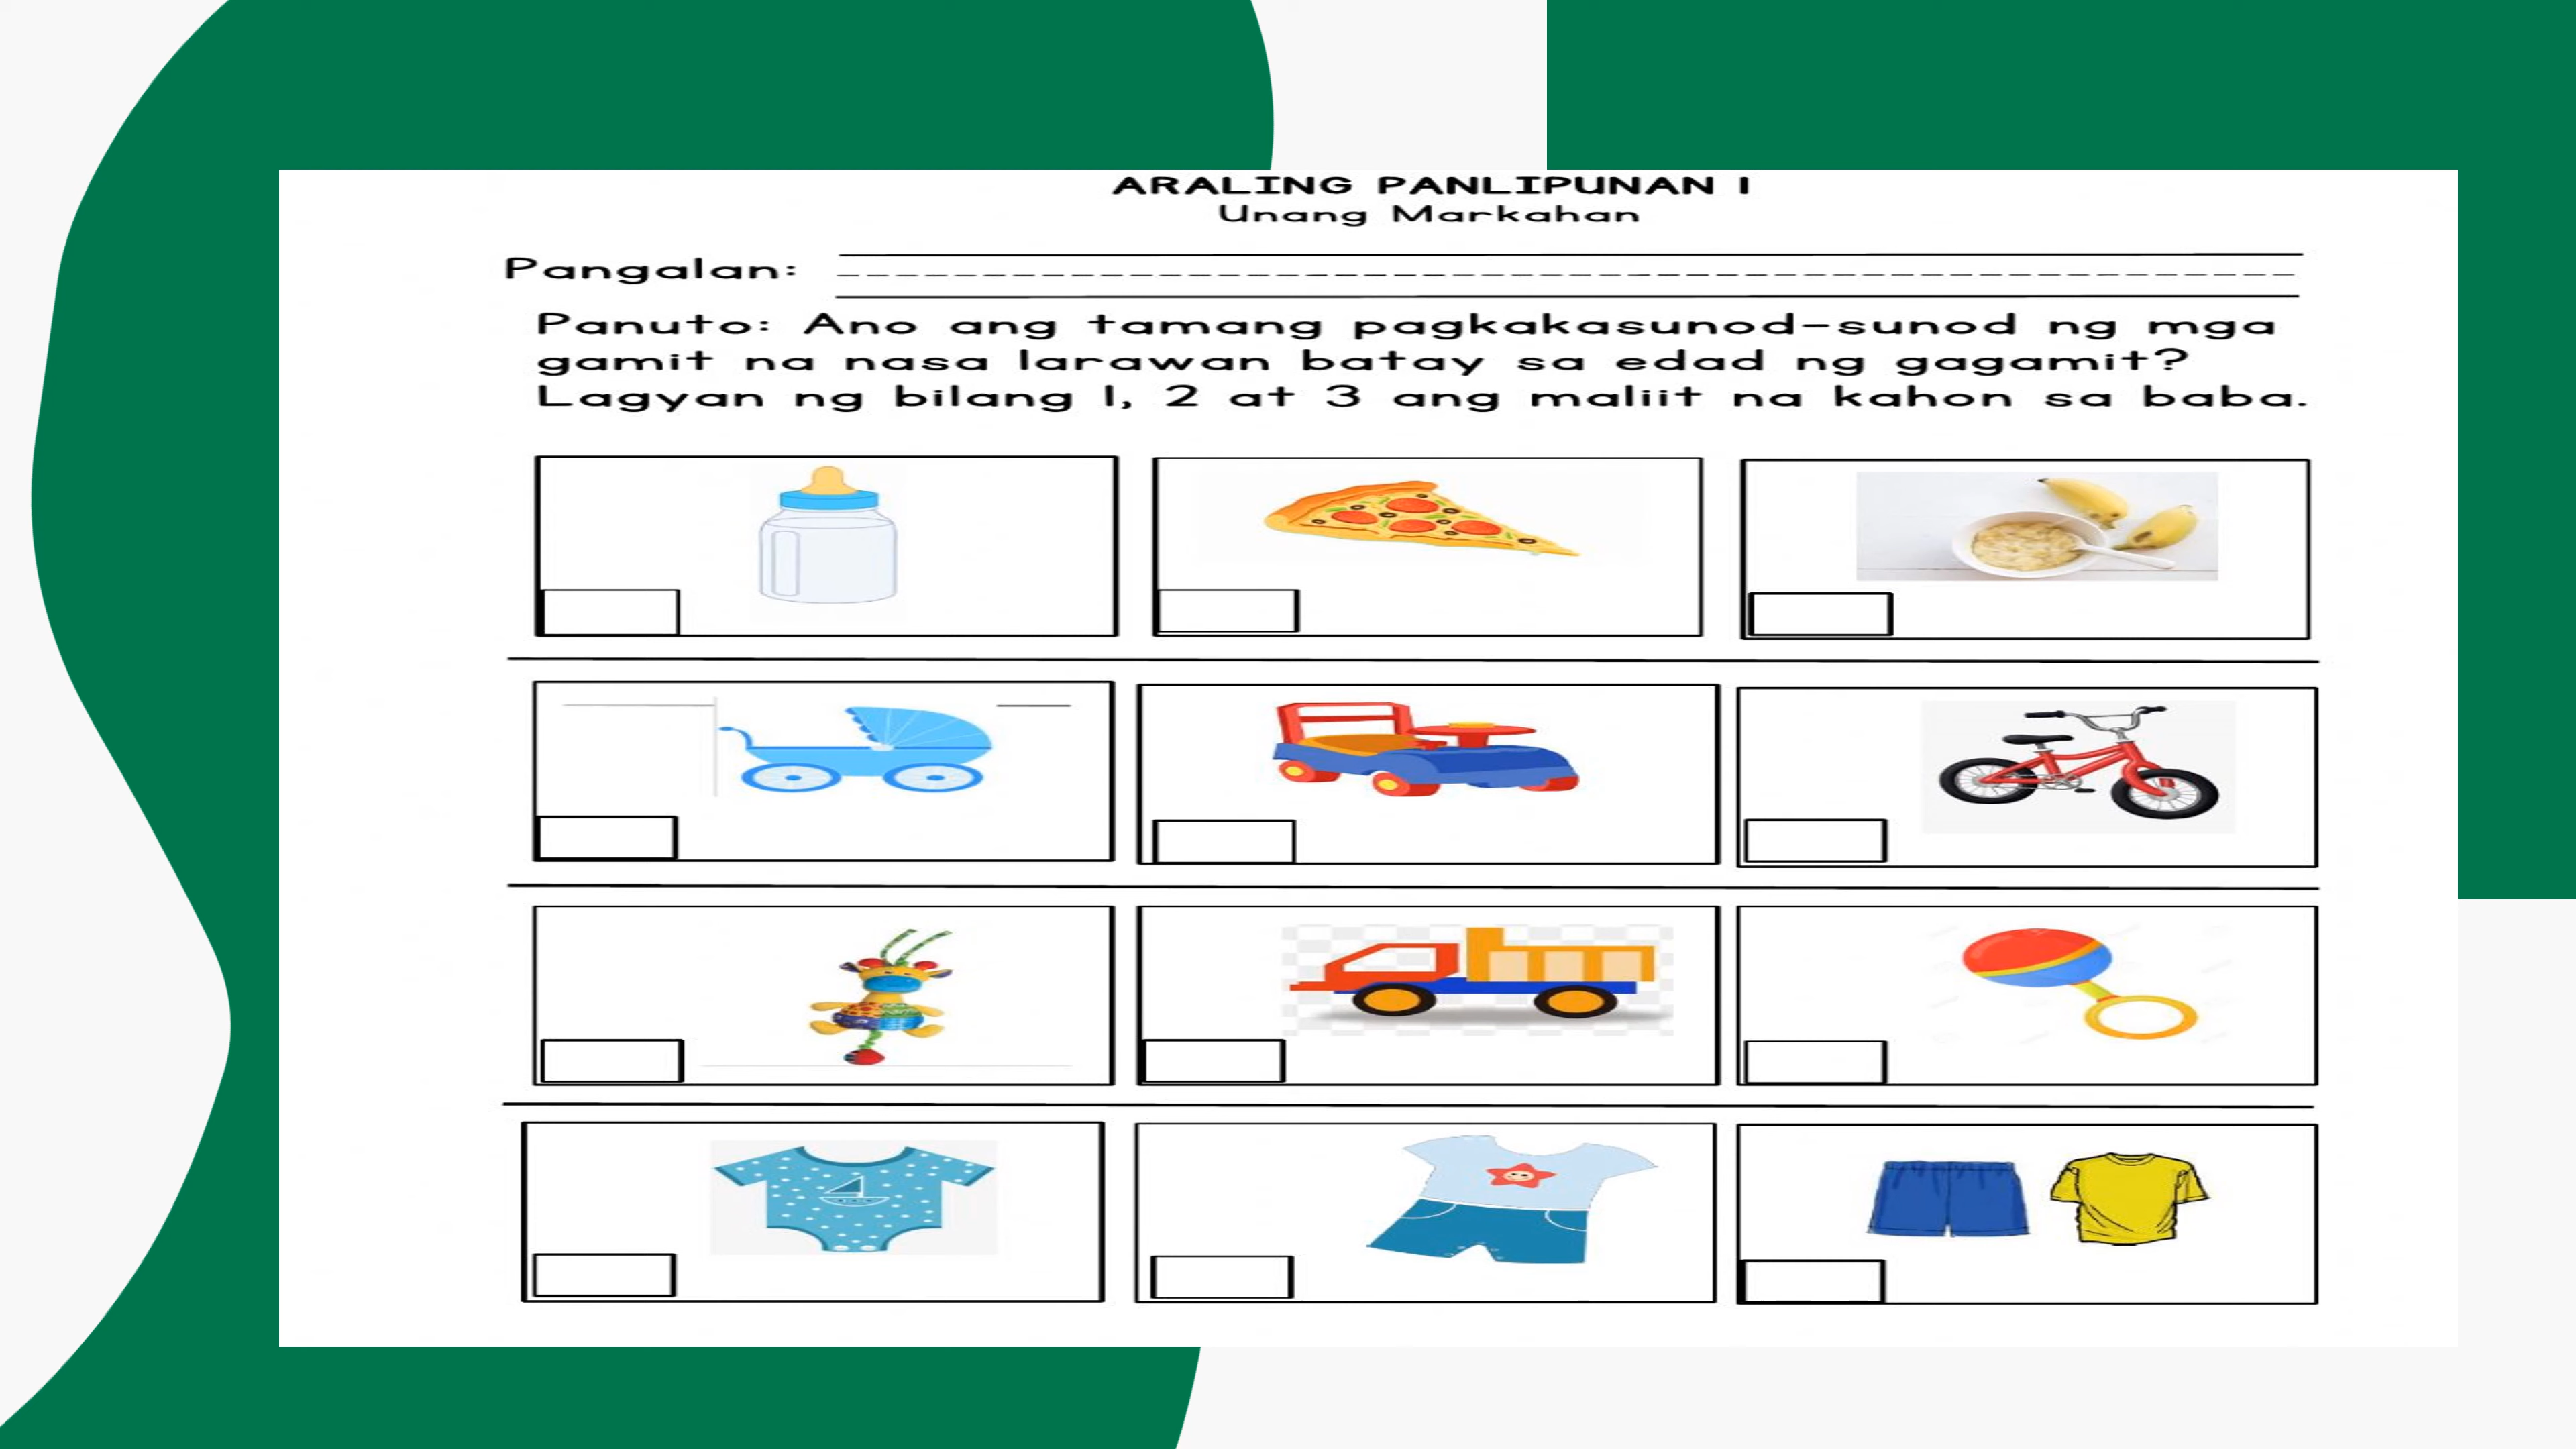 ARALING PANLIPUNAN 1
Unang Markahan
Pangalan:
Panuto: Ano ang tamang pagkakasunod-sunod ng mga
gamit na nasa larawan batay sa edad ng gagamit?
Lagyan ng bilang 1, 2 at 3 ang maliit na kahon sa baba.